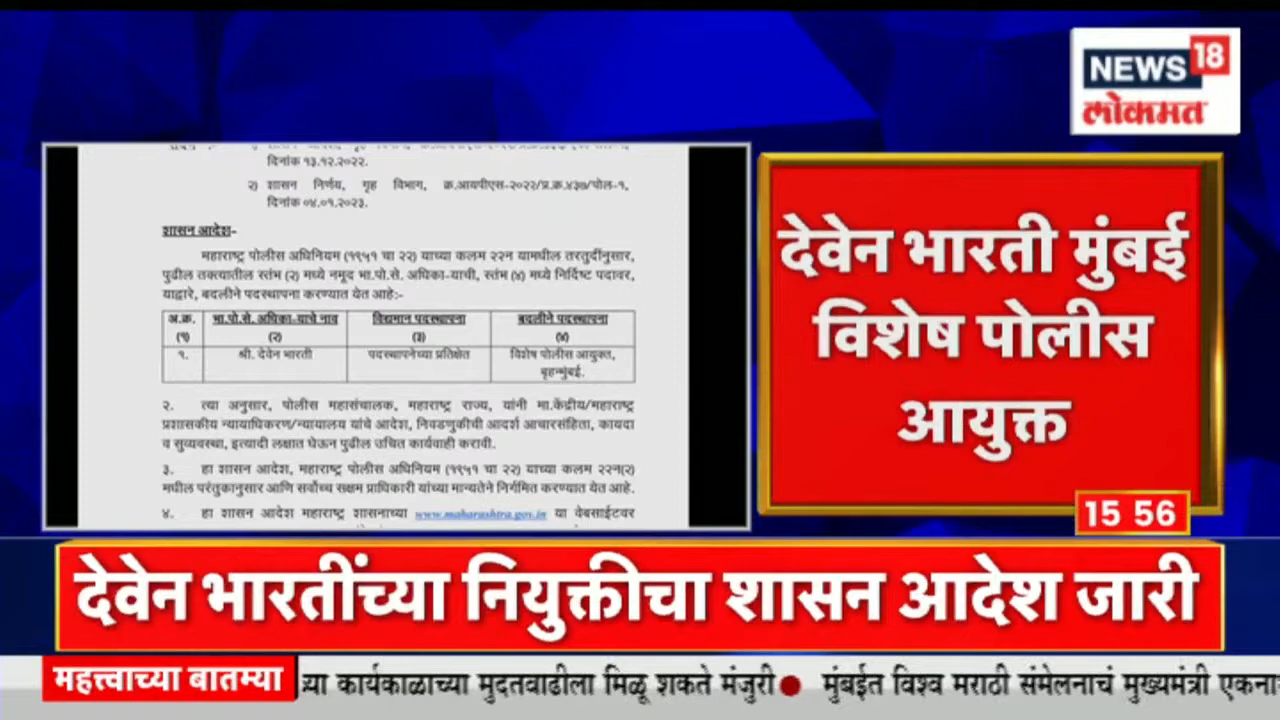 NEWS 18
लोकमत
दिनांक १३.१२.२०२२.
२) शासन निर्णय, गृह विभाग, क्र.आयपीएस-२०२२/प्र.क्र.४३७/पोल-१,
दिनांक ०४.०१.२०२३.
शासन आदेश-
महाराष्ट्र पोलीस अधिनियम (१९५१ चा २२) याच्या कलम २२न यामधील तरतुदींनुसार,
पुढील तक्त्यातील स्तंभ (२) मध्ये नमूद भा.पो.से. अधिका-याची, स्तंभ (४) मध्ये निर्दिष्ट पदावर,
याद्वारे, बदलीने पदस्थापना करण्यात येत आहे:-
अ.क्र. भा.पो.से. अधिका-याचे नाव विद्यमान पदस्थापना बदलीने पदस्थापना
(१) (२) (३) (४)
१. श्री. देवेन भारती पदस्थापनेच्या प्रतिक्षेत विशेष पोलीस आयुक्त,
बृहन्मुंबई.
२. त्या अनुसार, पोलीस महासंचालक, महाराष्ट्र राज्य, यांनी मा.केंद्रीय/महाराष्ट्र
प्रशासकीय न्यायाधिकरण/न्यायालय यांचे आदेश, निवडणुकीची आदर्श आचारसंहिता, कायदा
व सुव्यवस्था, इत्यादी लक्षात घेऊन पुढील उचित कार्यवाही करावी.
३. हा शासन आदेश, महाराष्ट्र पोलीस अधिनियम (१९५१ चा २२) याच्या कलम २२न(२)
मधील परंतुकानुसार आणि सर्वोच्च सक्षम प्राधिकारी यांच्या मान्यतेने निर्गमित करण्यात येत आहे.
४. हा शासन आदेश महाराष्ट्र शासनाच्या www.maharashtra.gov.in या वेबसाईटवर
देवेन भारती मुंबई
विशेष पोलीस
आयुक्त
15 56
देवेन भारतींच्या नियुक्तीचा शासन आदेश जारी
महत्त्वाच्या बातम्या
च्या कार्यकाळाच्या मुदतवाढीला मिळू शकते मंजुरी ● मुंबईत विश्व मराठी संमेलनाचं मुख्यमंत्री एकना